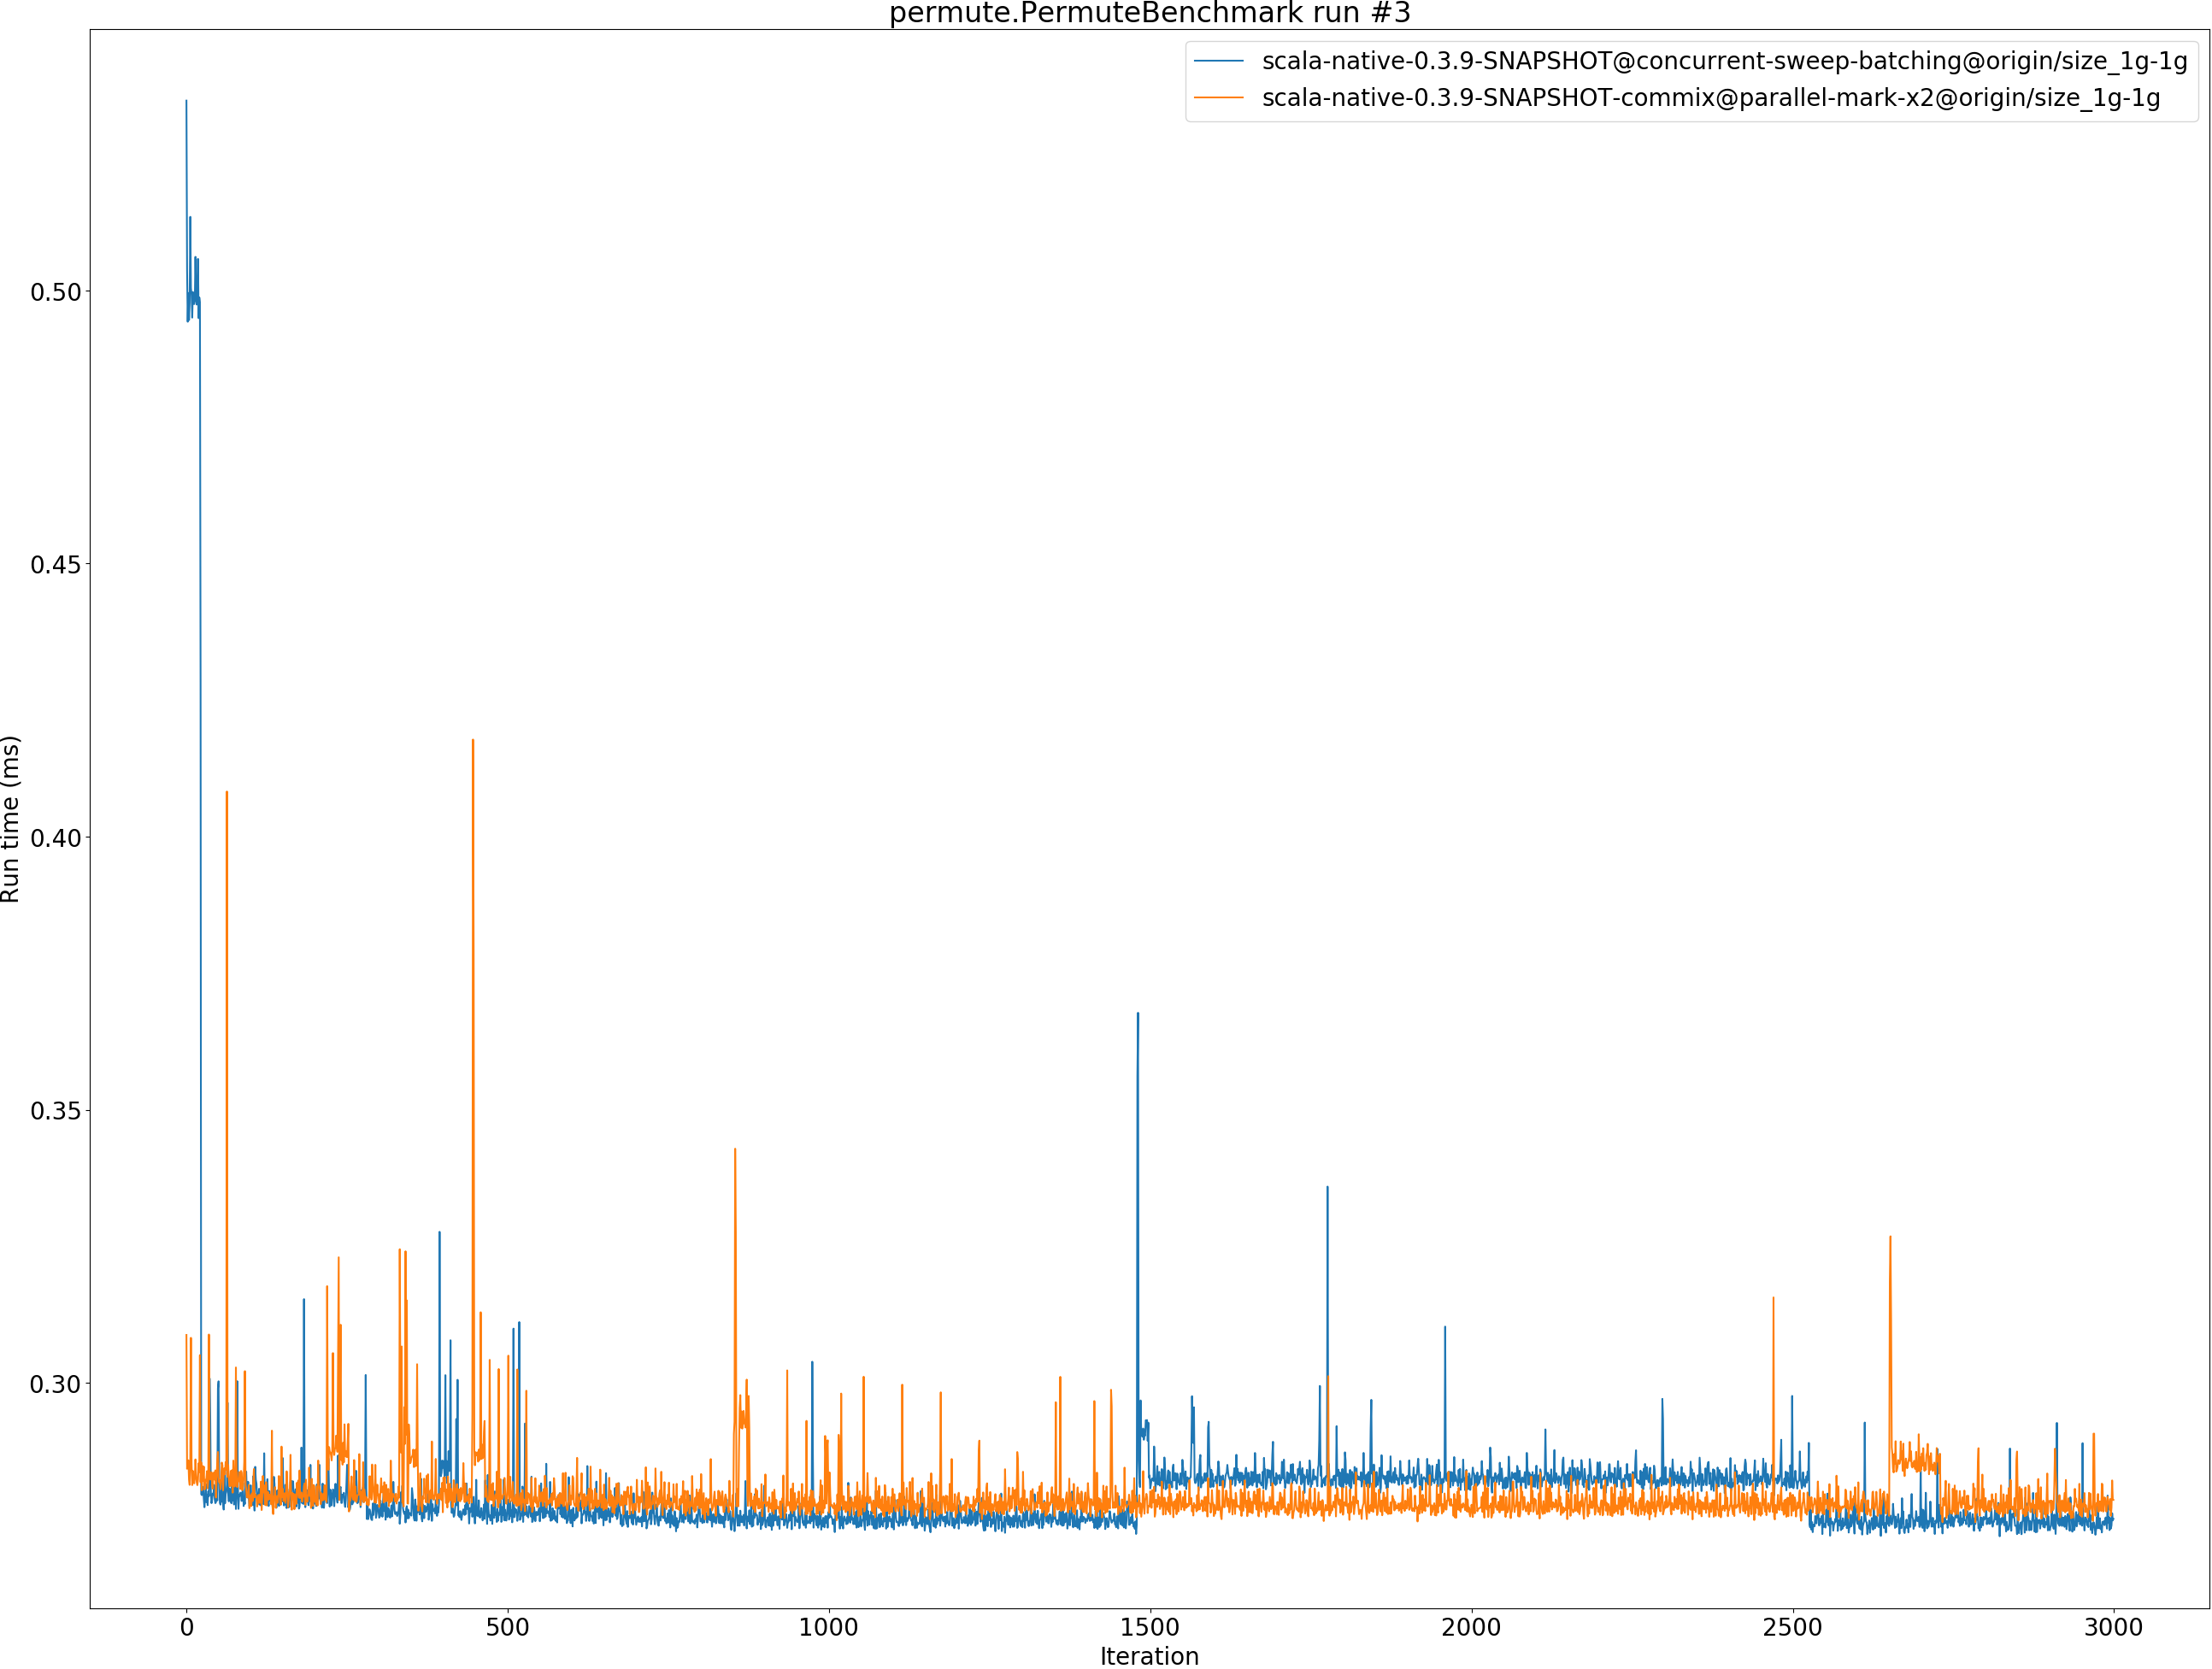 permute.PermuteBenchmark run #3
scala-native-0.3.9-SNAPSHOT@concurrent-sweep-batching@origin/size_1g-1g
scala-native-0.3.9-SNAPSHOT-commix@parallel-mark-x2@origin/size_1g-1g
Run time (ms)
0.50
0.45
0.40
0.35
0.30
0
500
1000
1500
2000
2500
3000
Iteration